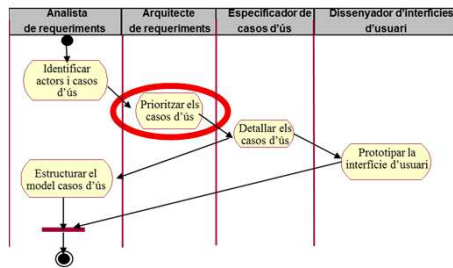 Analista
de requeriments
Arquitecte
de requeriments
Especificador de
casos d'ús
Dissenyador d'interfícies
d'usuari
Identificar
actors i casos
d'ús
Prioritzar els
casos d'ús
Detallar els
casos d'ús
Prototipar la
interfície d'usuari
Estructurar el
model casos d'ús